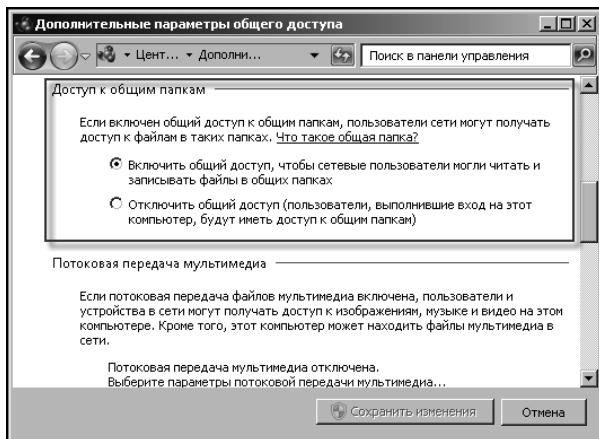 Дополнительные параметры общего доступа
Цент... Дополни...
Поиск в панели управления
Доступ к общим папкам
Если включен общий доступ к общим папкам, пользователи сети могут получать
доступ к файлам в таких папках. Что такое общая папка?
Включить общий доступ, чтобы сетевые пользователи могли читать и
записывать файлы в общих папках
Отключить общий доступ (пользователи, выполнившие вход на этот
компьютер, будут иметь доступ к общим папкам)
Потоковая передача мультимедиа
Если потоковая передача файлов мультимедиа включена, пользователи и
устройства в сети могут получать доступ к изображениям, музыке и видео на этом
компьютере. Кроме того, этот компьютер может находить файлы мультимедиа в
сети.
Потоковая передача мультимедиа отключена.
Выберите параметры потоковой передачи мультимедиа...
Сохранить изменения
Отмена